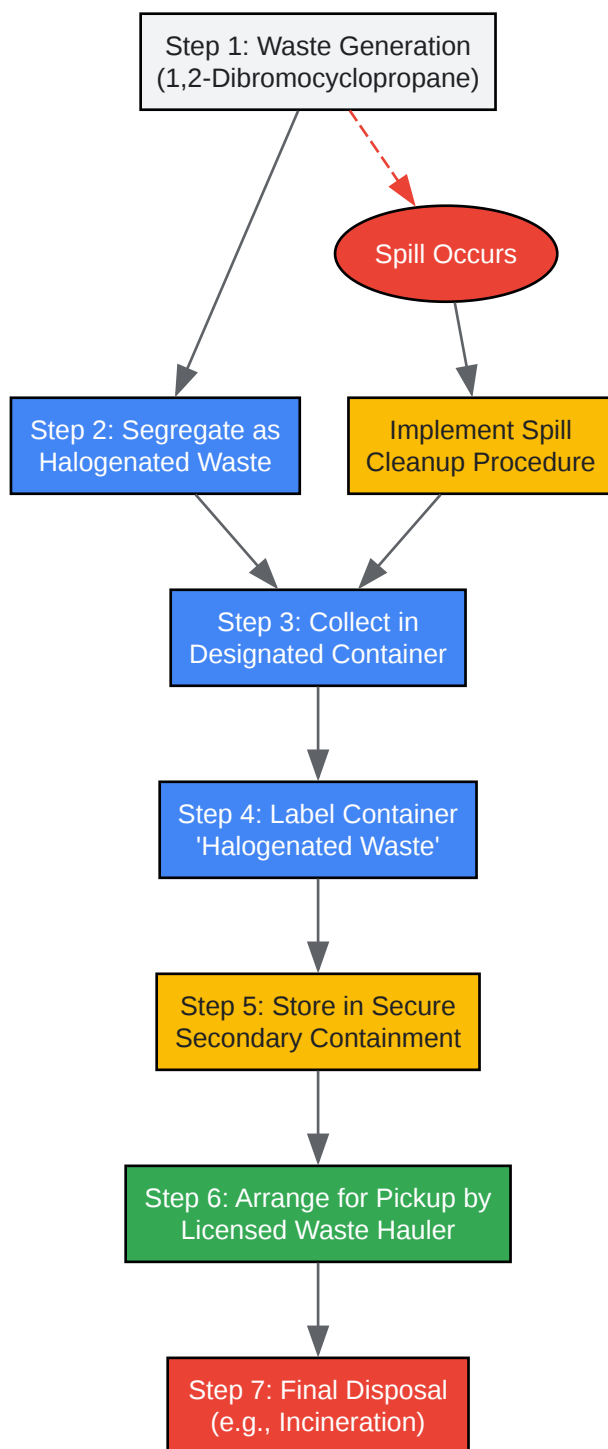 Step 1: Waste Generation
(1,2-Dibromocyclopropane)
Spill Occurs
Step 2: Segregate as
Halogenated Waste
Implement Spill
Cleanup Procedure
Step 3: Collect in
Designated Container
Step 4: Label Container
'Halogenated Waste'
Step 5: Store in Secure
Secondary Containment
Step 6: Arrange for Pickup by
Licensed Waste Hauler
Step 7: Final Disposal
(e.g., Incineration)